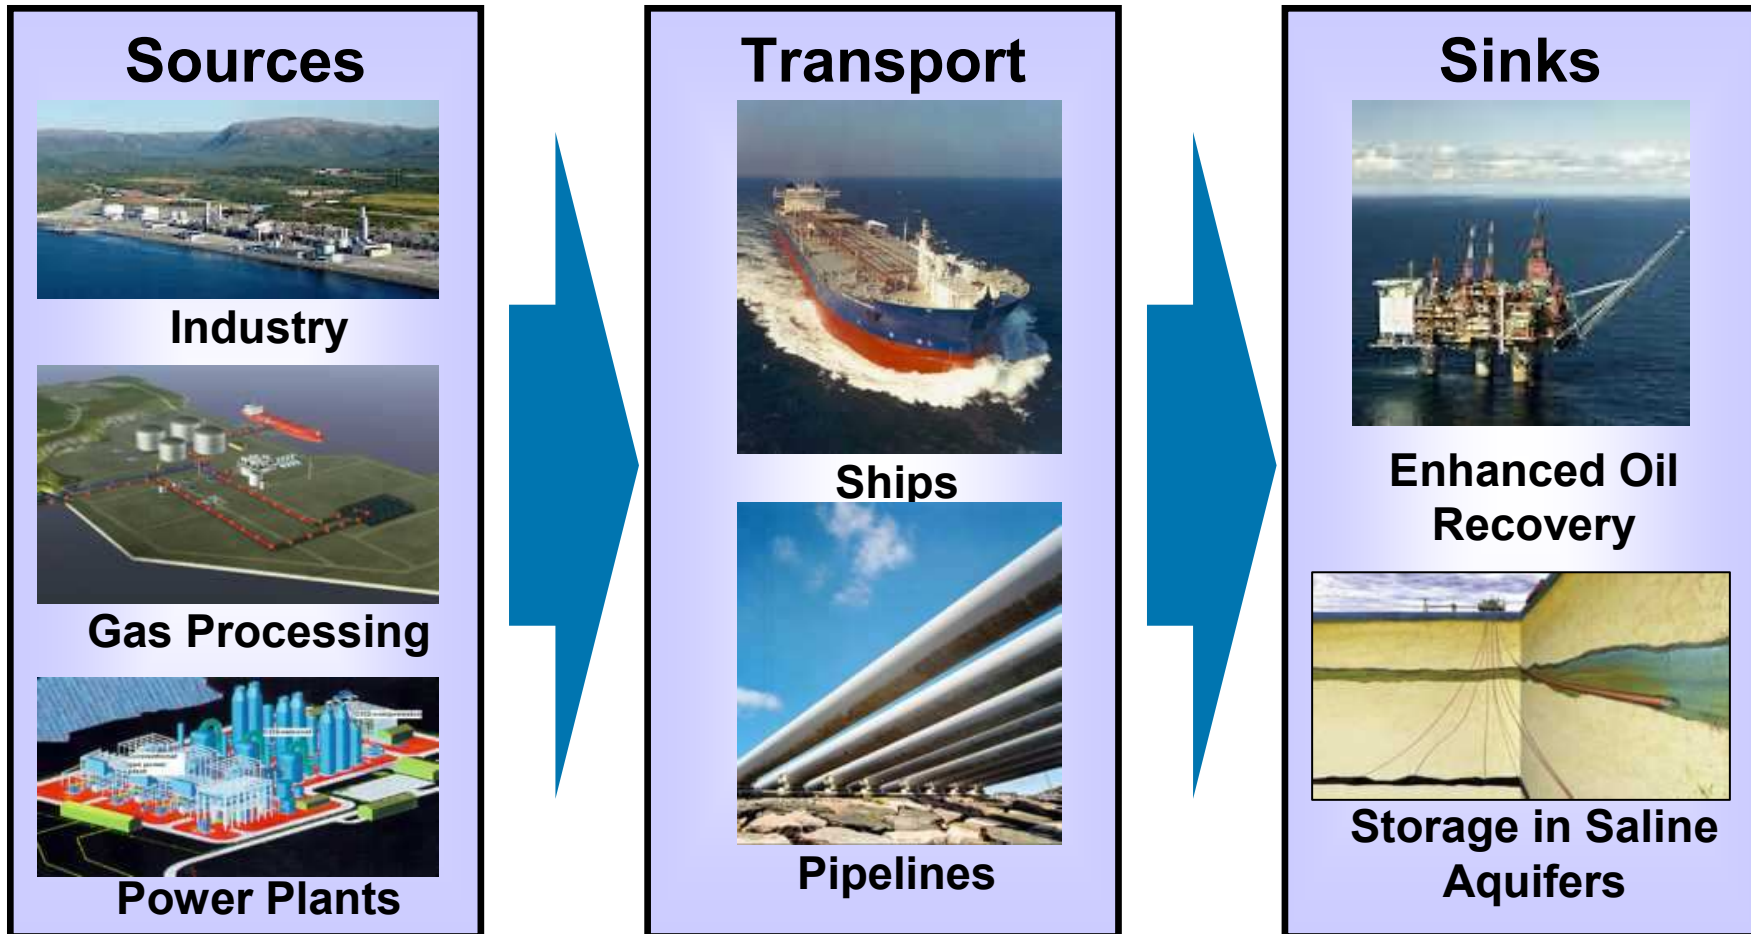 Sources
Industry
Gas Processing
Power Plants
Transport
Ships
Pipelines
Sinks
Enhanced Oil
Recovery
Storage in Saline
Aquifers